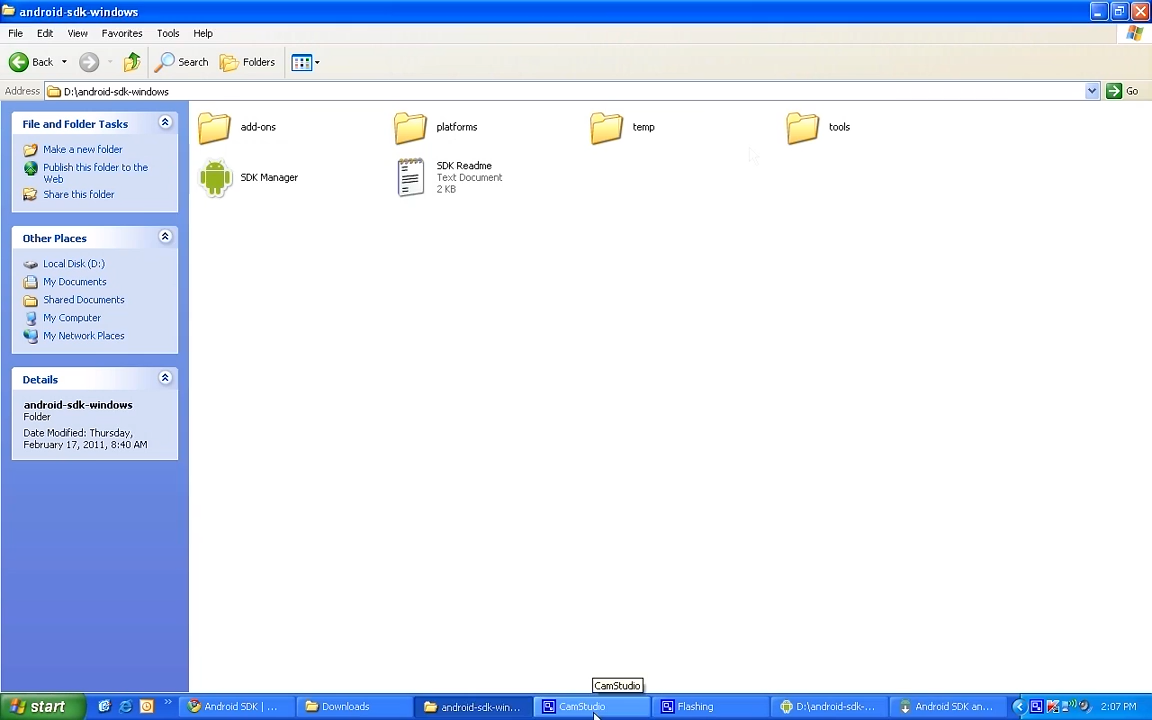 android-sdk-windows
File Edit View Favorites Tools Help
Back Search Folders
Address D:\android-sdk-windows Go
File and Folder Tasks
Make a new folder
Publish this folder to the
Web
Share this folder
Other Places
Local Disk (D:)
My Documents
Shared Documents
My Computer
My Network Places
Details
android-sdk-windows
Folder
Date Modified: Thursday,
February 17, 2011, 8:40 AM
add-ons platforms temp tools
SDK Manager
SDK Readme
Text Document
2 KB
CamStudio
start Android SDK | ... Downloads android-sdk-win... CamStudio Flashing D:\android-sdk-... Android SDK an... 2:07 PM